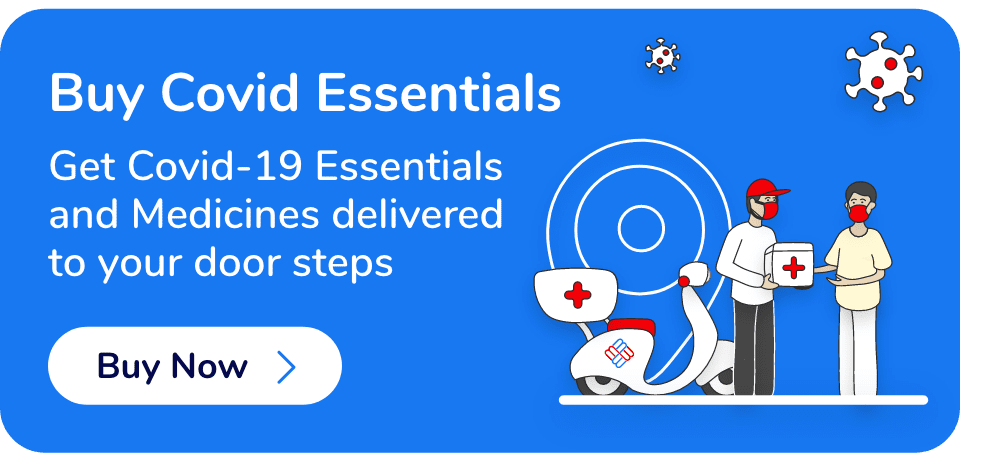 Buy Covid Essentials
Get Covid-19 Essentials
and Medicines delivered
to your door steps
Buy Now